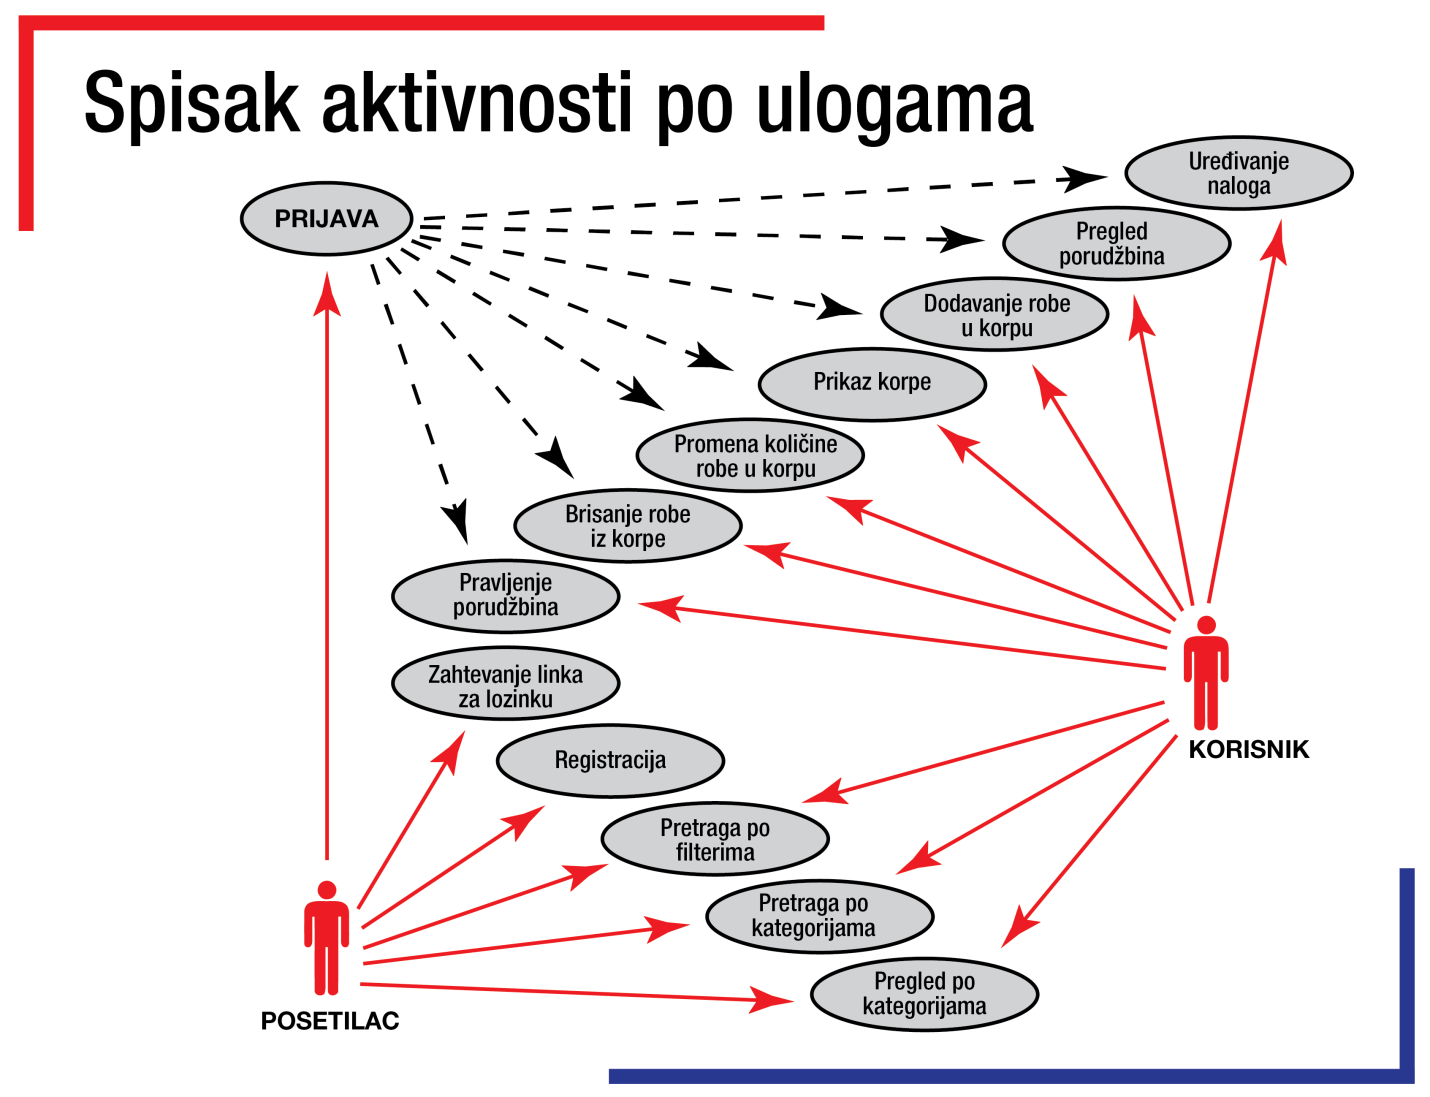 Spisak aktivnosti po ulogama
PRIJAVA
Uređivanje
naloga
Pregled
porudžbina
Dodavanje robe
u korpu
Prikaz korpe
Promena količine
robe u korpu
Brisanje robe
iz korpe
Pravljenje
porudžbina
Zahtevanje linka
za lozinku
Registracija
Pretraga po
filterima
Pretraga po
kategorijama
Pregled po
kategorijama
KORISNIK
POSETILAC